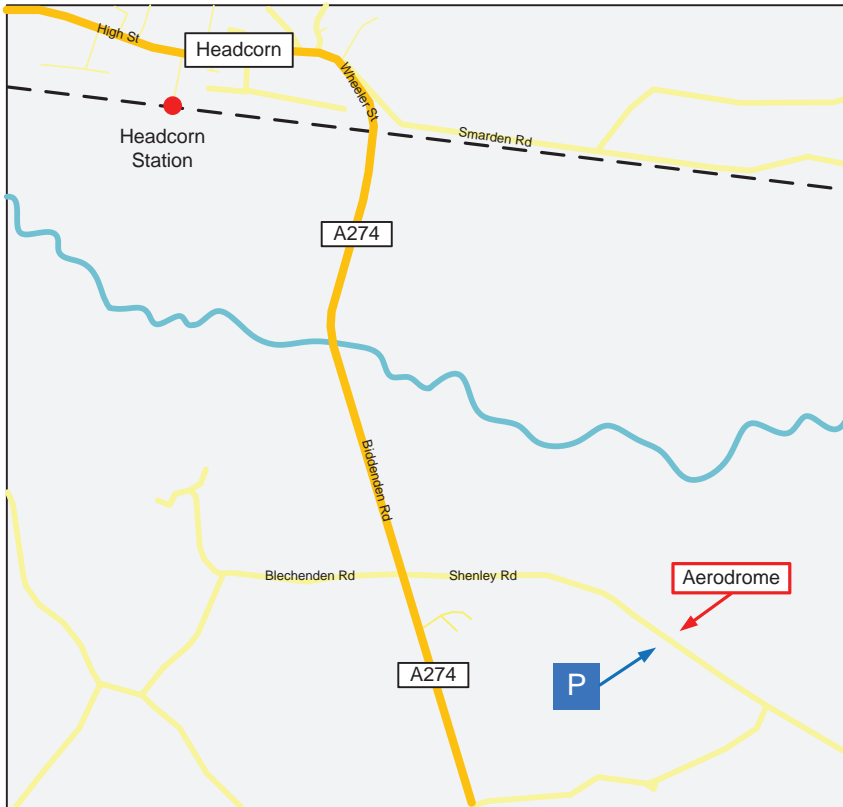 High St
Headcorn
Wheeler St
Headcorn
Station
Smarden Rd
A274
Biddenden Rd
Blechenden Rd
Shenley Rd
Aerodrome
A274
P